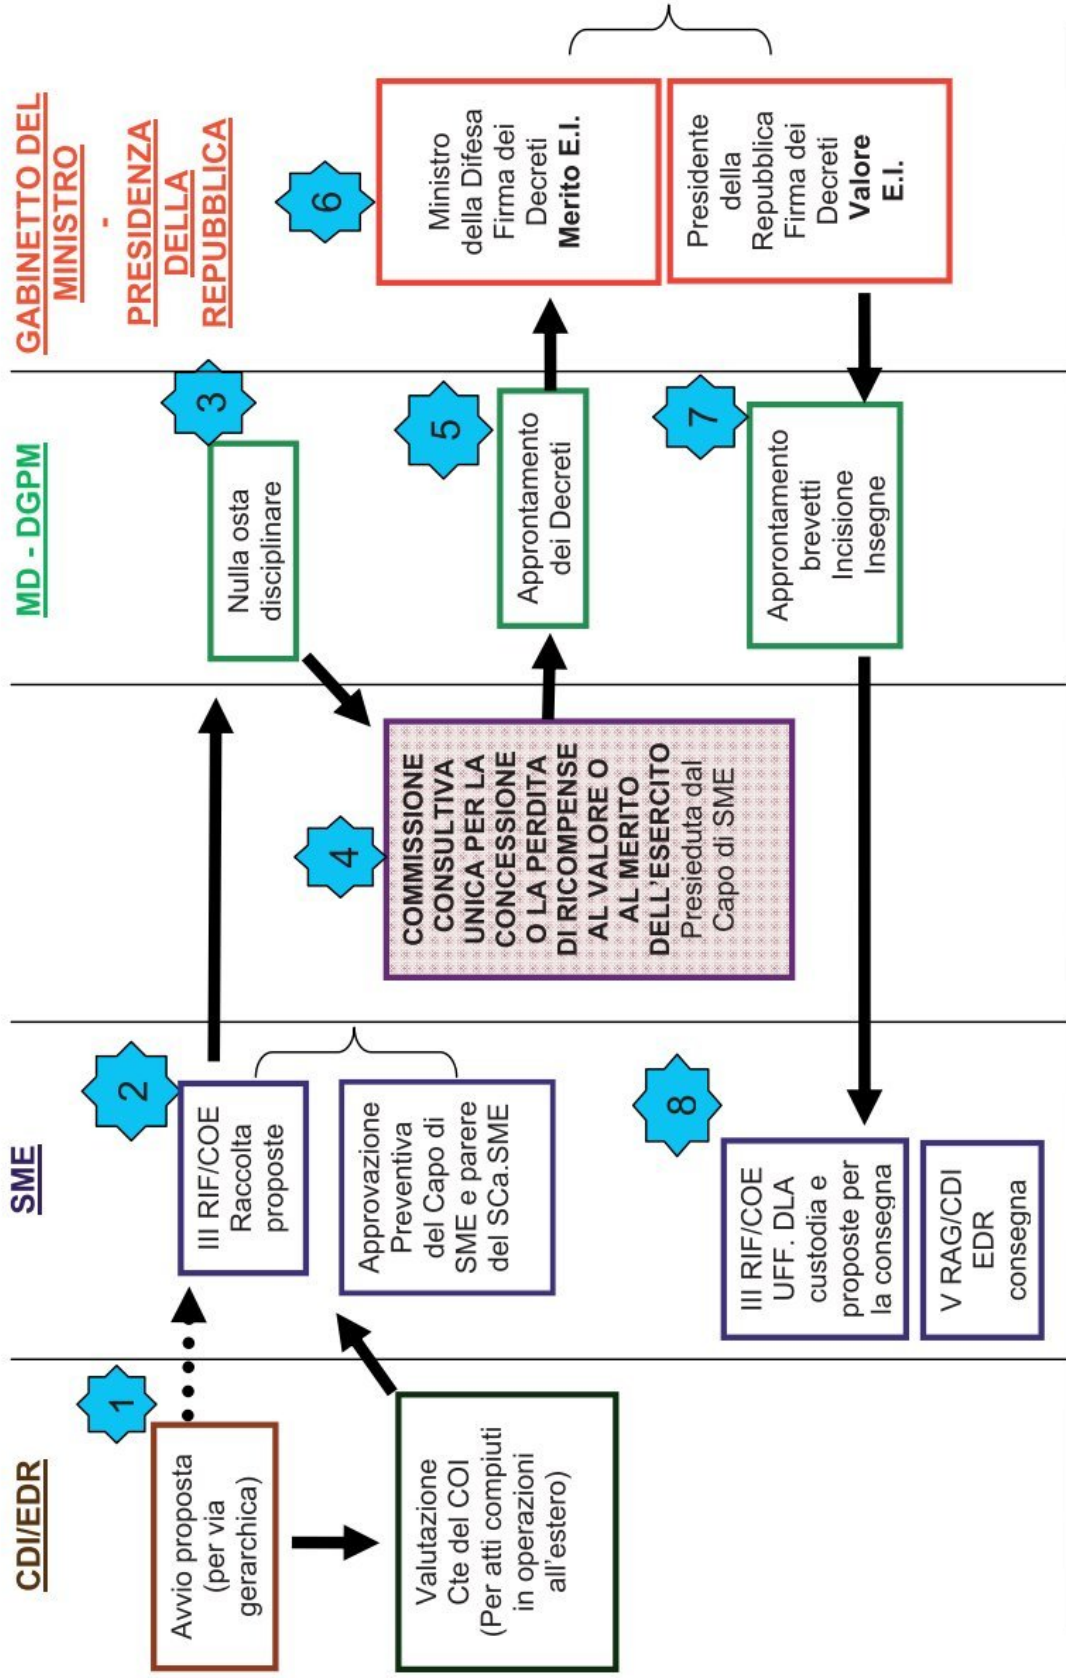 CDI/EDR
SME
MD - DGPM
GABINETTO DEL
MINISTRO
-
PRESIDENZA
DELLA
REPUBBLICA
1
Avvio proposta
(per via
gerarchica)
Valutazione
Cte del COI
(Per atti compiuti
in operazioni
all'estero)
2
III RIF/COE
Raccolta
proposte
Approvazione
Preventiva
del Capo di
SME e parere
del SCa.SME
3
Nulla osta
disciplinare
4
COMMISSIONE
CONSULTIVA
UNICA PER LA
CONCESSIONE
O LA PERDITA
DI RICOMPENSE
AL VALORE O
AL MERITO
DELL'ESERCITO
Presieduta dal
Capo di SME
5
Approntamento
dei Decreti
6
Ministro
della Difesa
Firma dei
Decreti
Merito E.I.
Presidente
della
Repubblica
Firma dei
Decreti
Valore
E.I.
7
Approntamento
brevetti
Incisione
Insegne
8
III RIF/COE
UFF. DLA
custodia e
proposte per
la consegna
V RAG/CDI
EDR
consegna